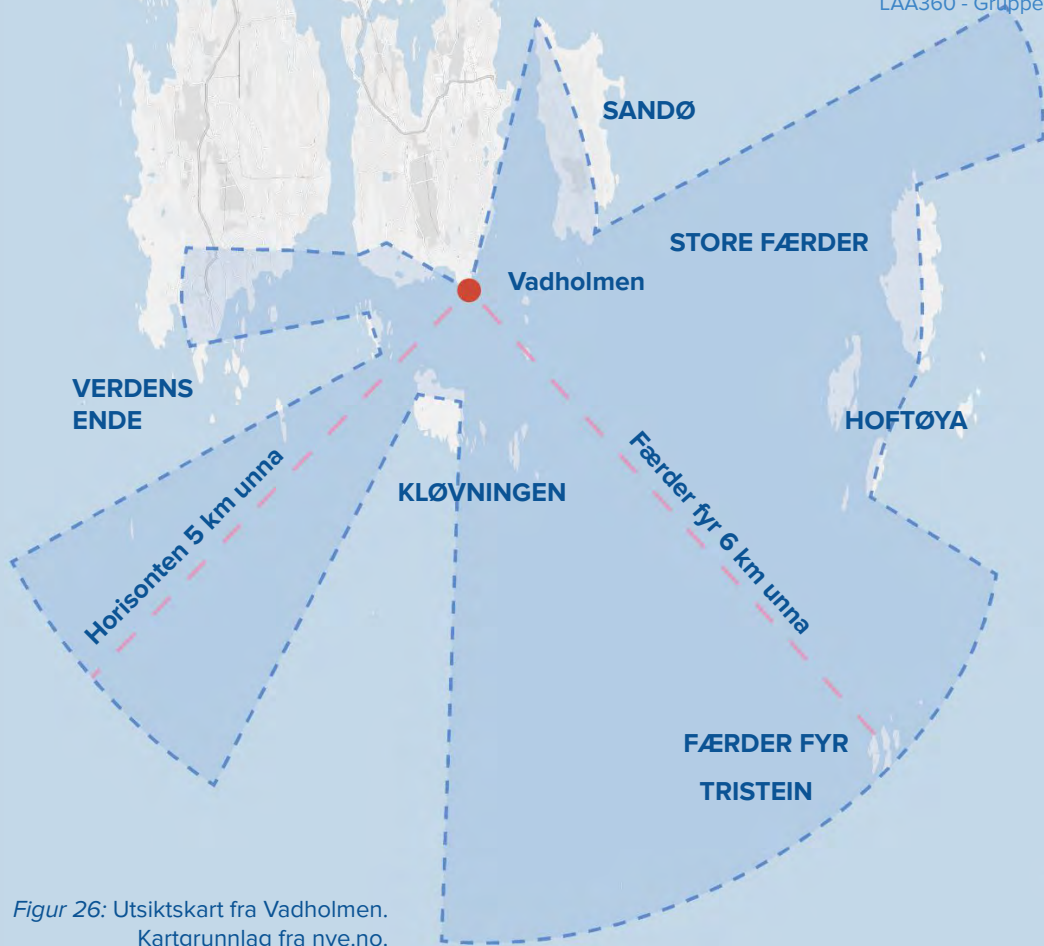 LAA360 - Gruppe
SANDØ
STORE FÆRDER
Vadholmen
VERDENS
ENDE
HOFTØYA
Horisonten 5 km unna
KLØVNINGEN
Færder fyr 6 km unna
FÆRDER FYR
TRISTEIN
Figur 26: Utsiktskart fra Vadholmen.
Kartgrunnlag fra nve.no.